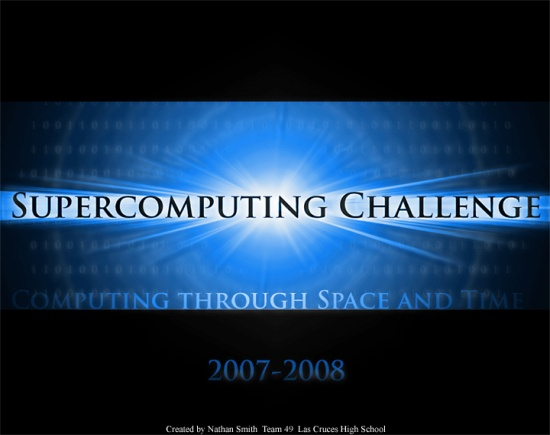 Supercomputing Challenge
Computing through Space and Time
2007-2008
Created by Nathan Smith Team 49 Las Cruces High School